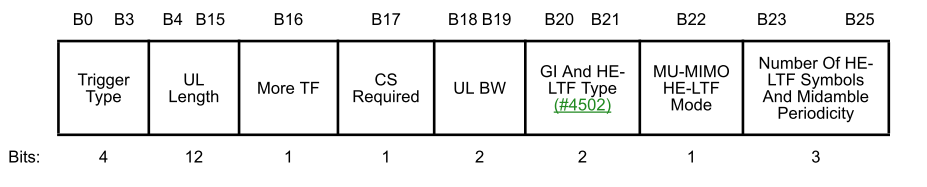 B0 B3 B4 B15 B16 B17 B18 B19 B20 B21 B22 B23 B25
Trigger
Type
UL
Length
More TF
CS
Required
UL BW
GI And HE-
LTF Type
(#4502)
MU-MIMO
HE-LTF
Mode
Number Of HE-
LTF Symbols
And Midamble
Periodicity
Bits: 4 12 1 1 2 2 1 3